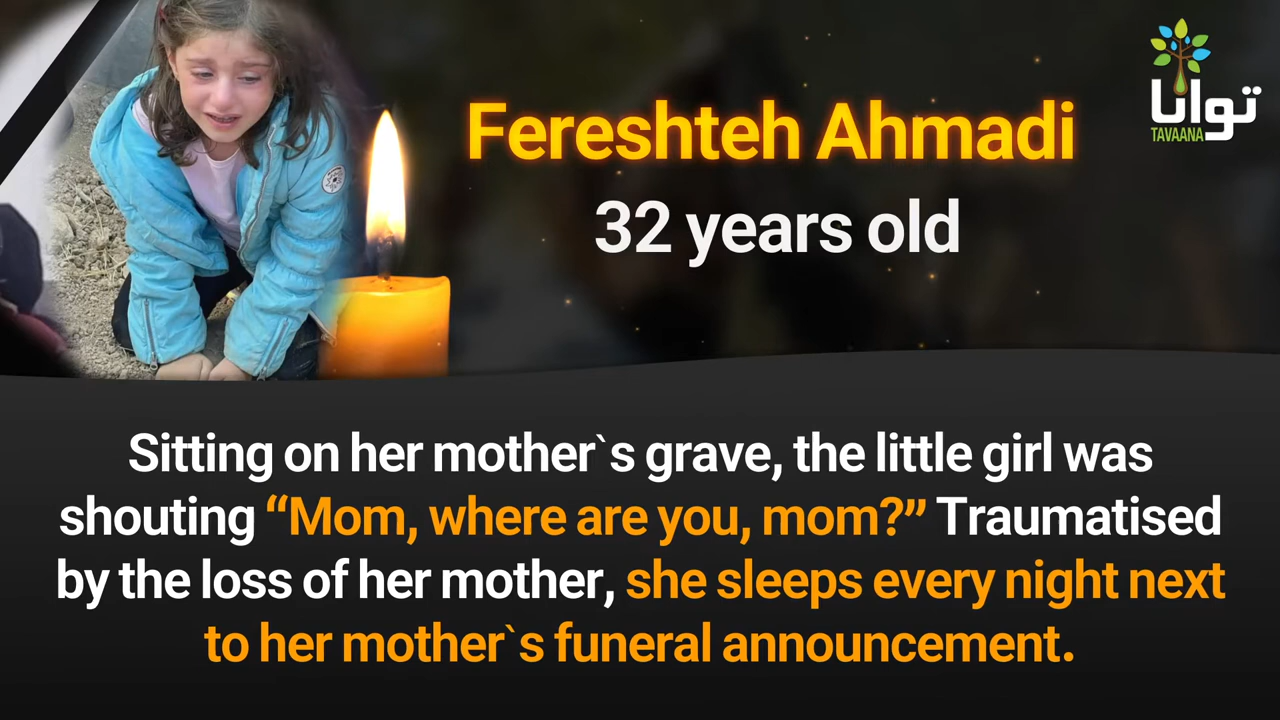 توانا
TAVAANA
Fereshteh Ahmadi
32 years old
Sitting on her mother`s grave, the little girl was
shouting “Mom, where are you, mom?” Traumatised
by the loss of her mother, she sleeps every night next
to her mother`s funeral announcement.